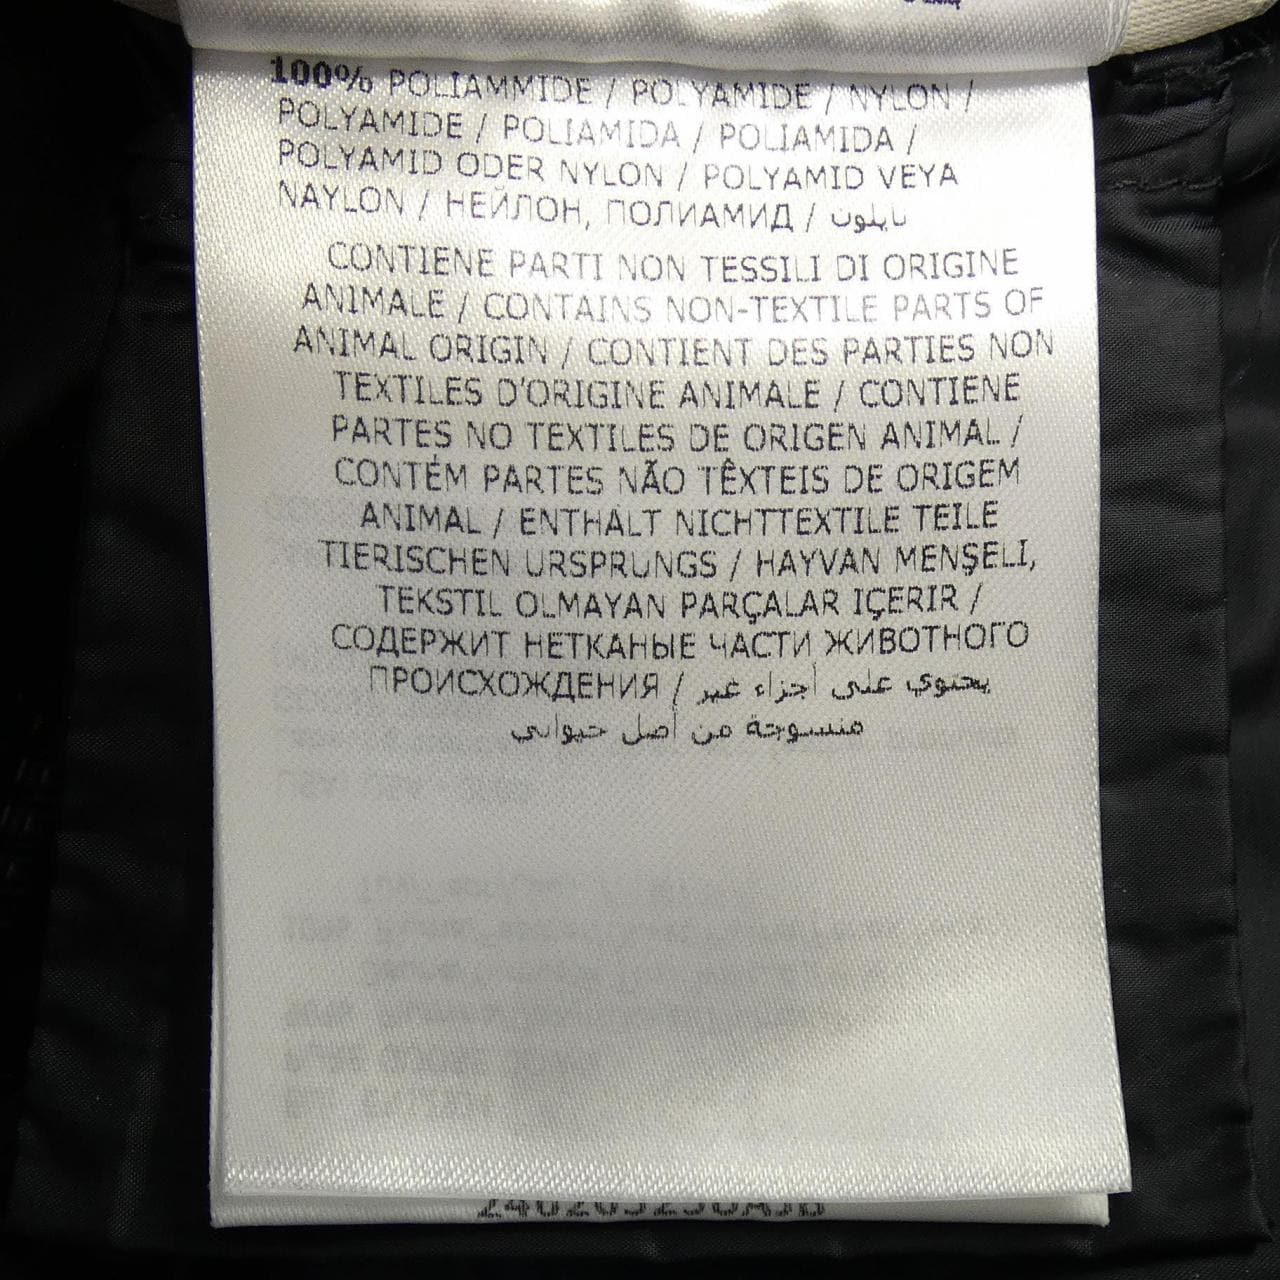 100% POLIAMMIDE / POLYAMIDE / NYLON /
POLYAMIDE / POLIAMIDA / POLIAMIDA /
POLYAMID ODER NYLON / POLYAMID VEYA
NAYLON / НЕЙЛОН, ПОЛИАМИД / نايلون
CONTIENE PARTI NON TESSILI DI ORIGINE
ANIMALE / CONTAINS NON-TEXTILE PARTS OF
ANIMAL ORIGIN / CONTIENT DES PARTIES NON
TEXTILES D'ORIGINE ANIMALE / CONTIENE
PARTES NO TEXTILES DE ORIGEN ANIMAL /
CONTÉM PARTES NÃO TÊXTEIS DE ORIGEM
ANIMAL / ENTHÄLT NICHTTEXTILE TEILE
TIERISCHEN URSPRUNGS / HAYVAN MENŞELİ,
TEKSTİL OLMAYAN PARÇALAR İÇERİR /
СОДЕРЖИТ НЕТКАНЫЕ ЧАСТИ ЖИВОТНОГО
ПРОИСХОЖДЕНИЯ / يحتوي على أجزاء غير
منسوجة من أصل حيواني